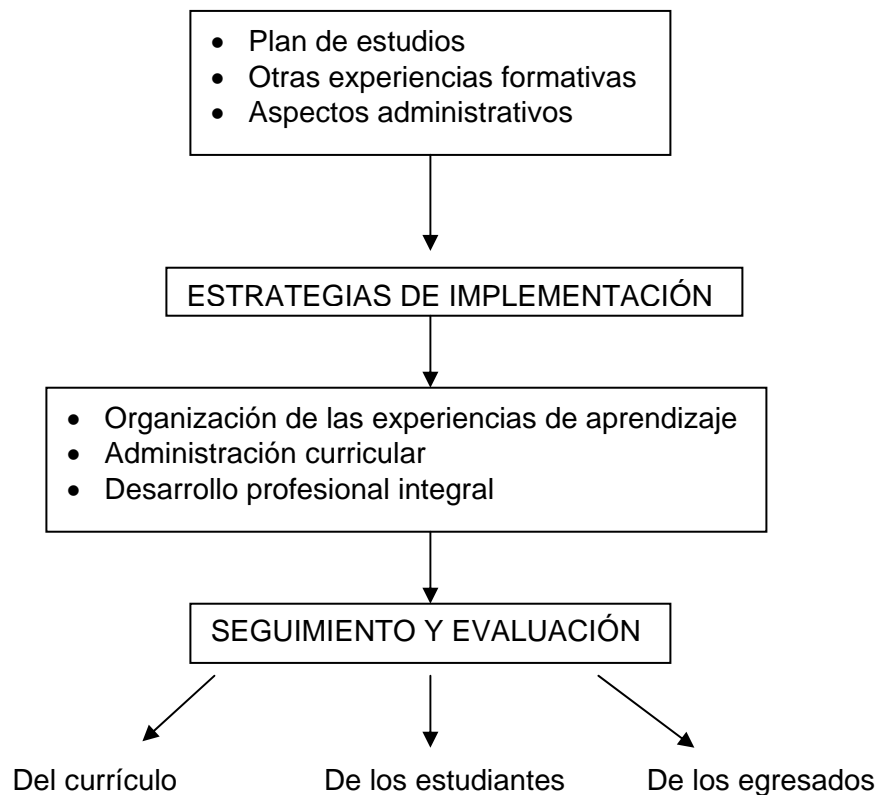 • Plan de estudios
• Otras experiencias formativas
• Aspectos administrativos
ESTRATEGIAS DE IMPLEMENTACIÓN
• Organización de las experiencias de aprendizaje
• Administración curricular
• Desarrollo profesional integral
SEGUIMIENTO Y EVALUACIÓN
Del currículo De los estudiantes De los egresados